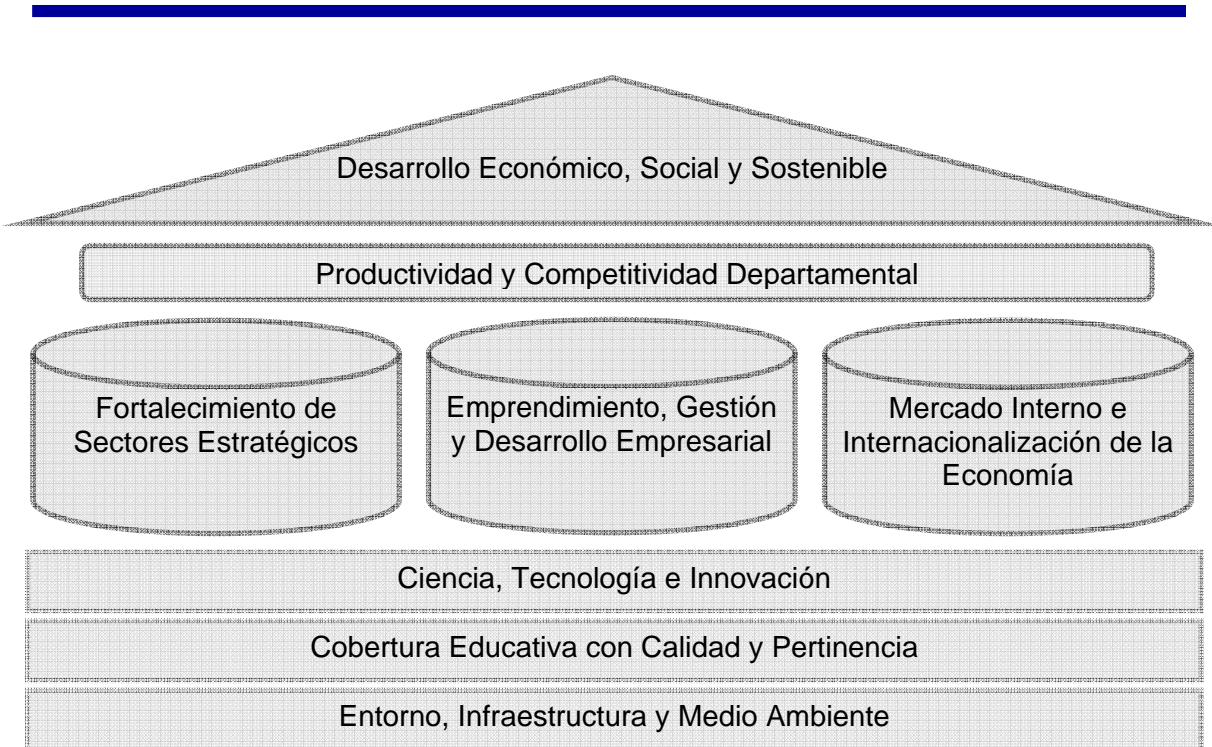 Desarrollo Económico, Social y Sostenible
Productividad y Competitividad Departamental
Fortalecimiento de
Sectores Estratégicos
Emprendimiento, Gestión
y Desarrollo Empresarial
Mercado Interno e
Internacionalización de la
Economía
Ciencia, Tecnología e Innovación
Cobertura Educativa con Calidad y Pertinencia
Entorno, Infraestructura y Medio Ambiente